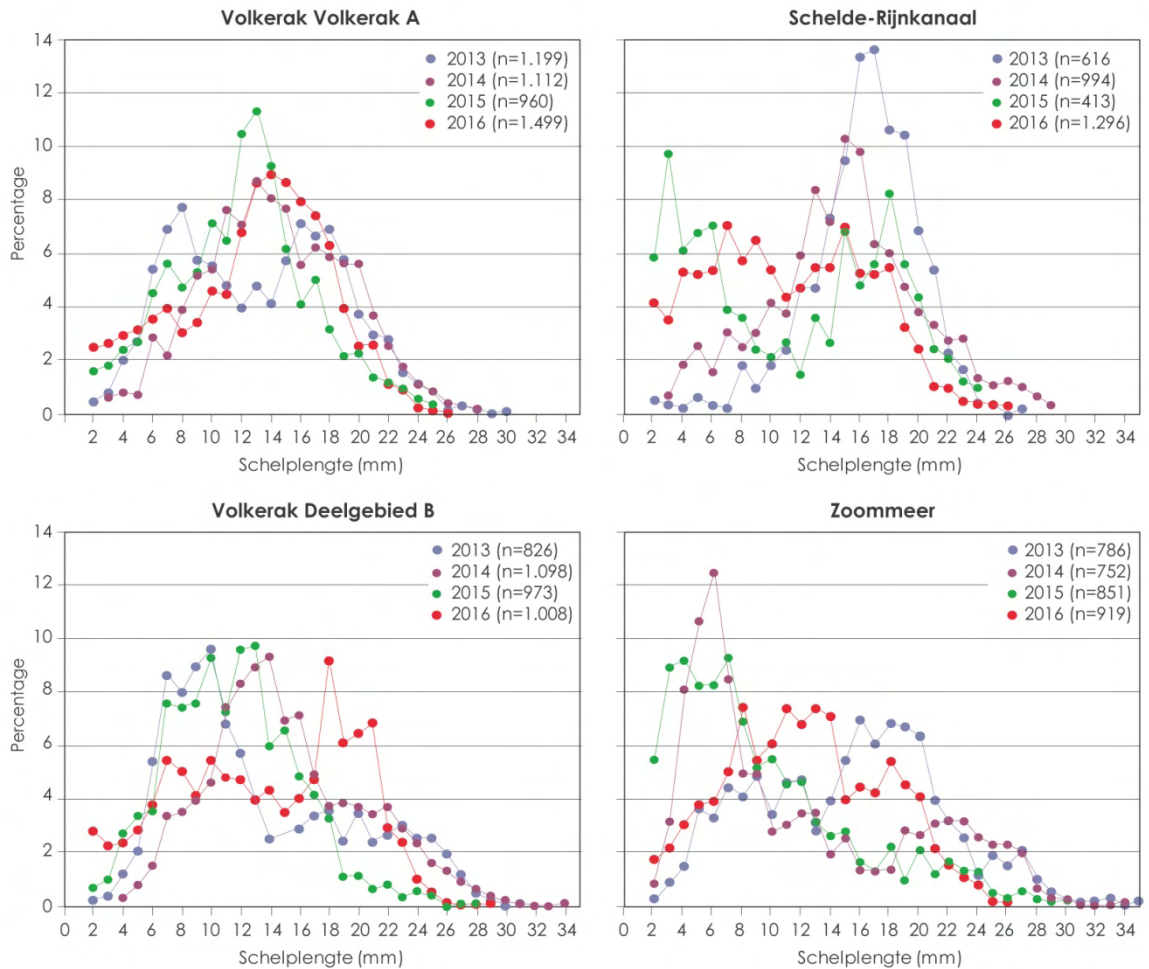 Volkerak Volkerak A
14
12
10
8
6
4
2
0
Percentage
2013 (n=1.199)
2014 (n=1.112)
2015 (n=960)
2016 (n=1.499)
2 4 6 8 10 12 14 16 18 20 22 24 26 28 30 32 34
Schelplengte (mm)
Schelde-Rijnkanaal
2013 (n=616
2014 (n=994)
2015 (n=413)
2016 (n=1.296)
0 2 4 6 8 10 12 14 16 18 20 22 24 26 28 30 32 34
Schelplengte (mm)
Volkerak Deelgebied B
14
12
10
8
6
4
2
0
Percentage
2013 (n=826)
2014 (n=1.098)
2015 (n=973)
2016 (n=1.008)
0 2 4 6 8 10 12 14 16 18 20 22 24 26 28 30 32 34
Schelplengte (mm)
Zoommeer
2013 (n=786)
2014 (n=752)
2015 (n=851)
2016 (n=919)
0 2 4 6 8 10 12 14 16 18 20 22 24 26 28 30 32 34
Schelplengte (mm)